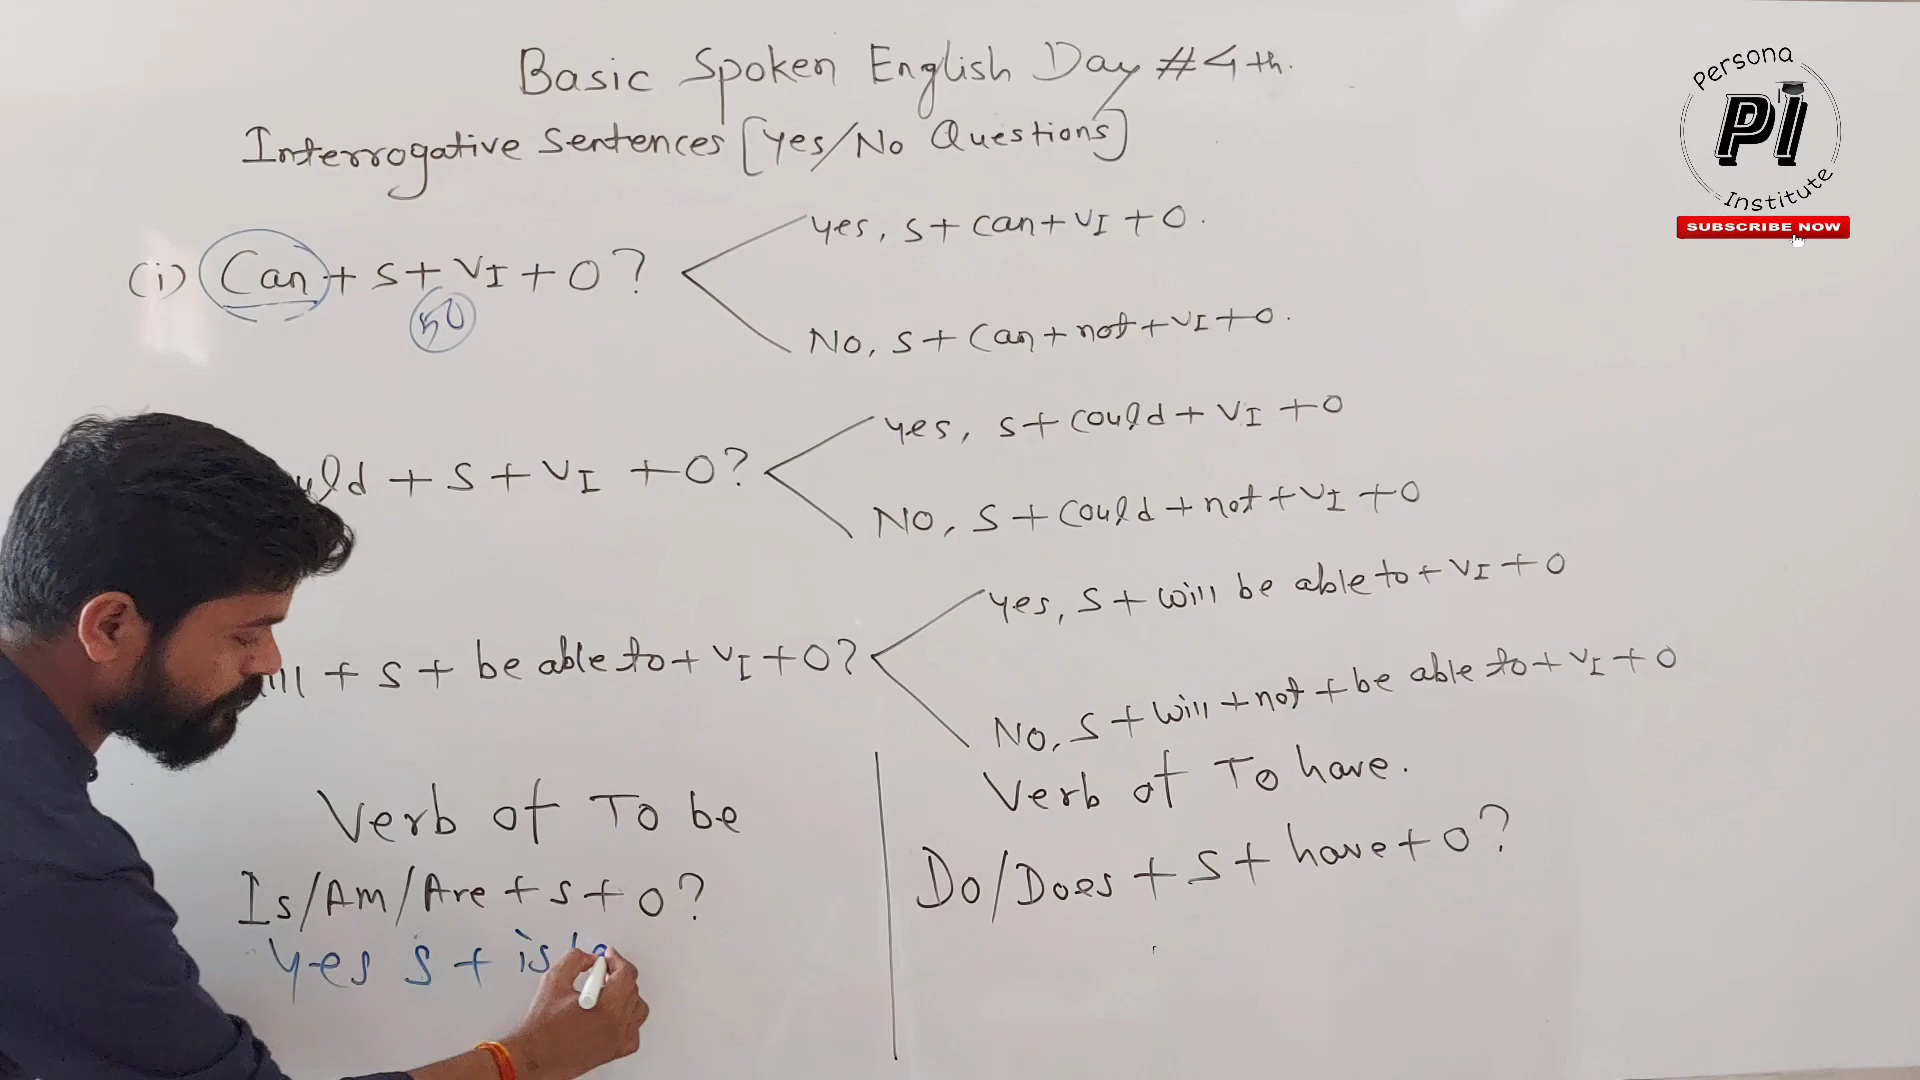 Basic Spoken English Day #4th.
Interrogative Sentences [Yes/No Questions]
(i) Can + S + VI + O?
50
Yes, S + Can + VI + O.
No, S + Can + not + VI + O.
uld + S + VI + O?
Yes, S + Could + VI + O
No, S + Could + not + VI + O
ill + S + be able to + VI + O?
Yes, S + Will be able to + VI + O
No, S + Will + not + be able to + VI + O
Verb of To be
Is/Am/Are + S + O?
Yes S + is/
Verb of To have.
Do/Does + S + have + O?
Persona
PI
Institute
SUBSCRIBE NOW